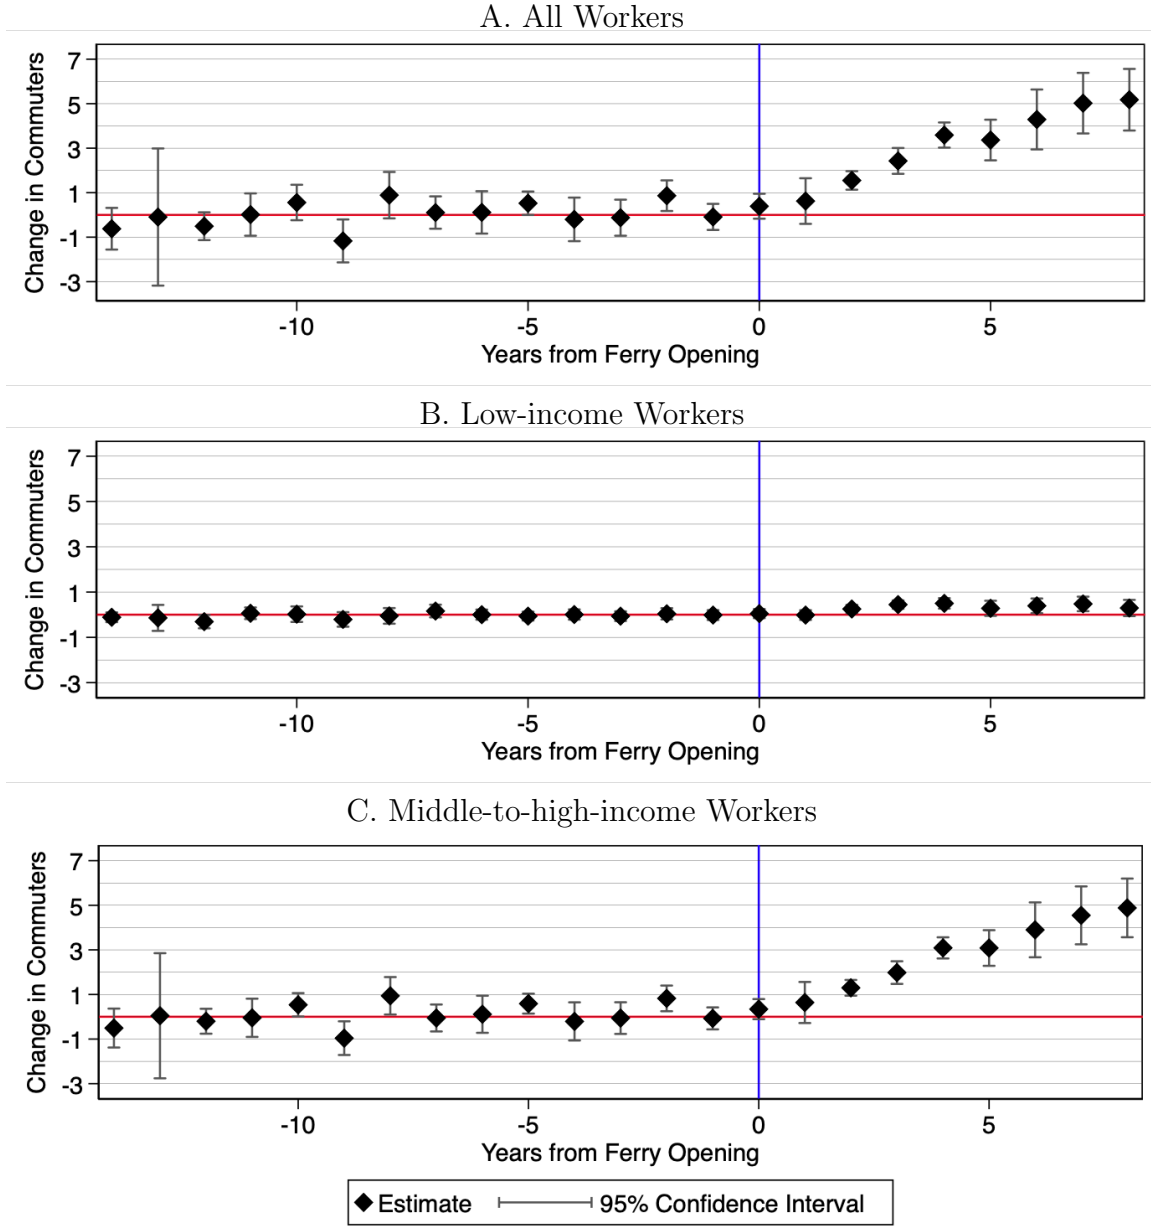 A. All Workers
Change in Commuters
7
5
3
1
-1
-3
-10 -5 0 5
Years from Ferry Opening
B. Low-income Workers
Change in Commuters
7
5
3
1
-1
-3
-10 -5 0 5
Years from Ferry Opening
C. Middle-to-high-income Workers
Change in Commuters
7
5
3
1
-1
-3
-10 -5 0 5
Years from Ferry Opening
Estimate 95% Confidence Interval